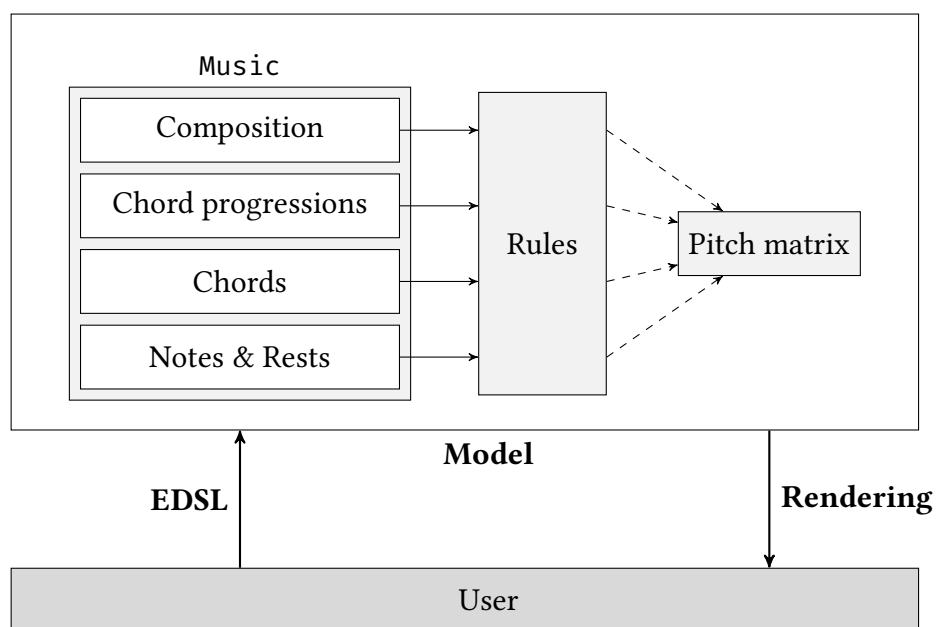 Music
Composition
Chord progressions
Chords
Notes & Rests
Rules
Pitch matrix
Model
EDSL
Rendering
User